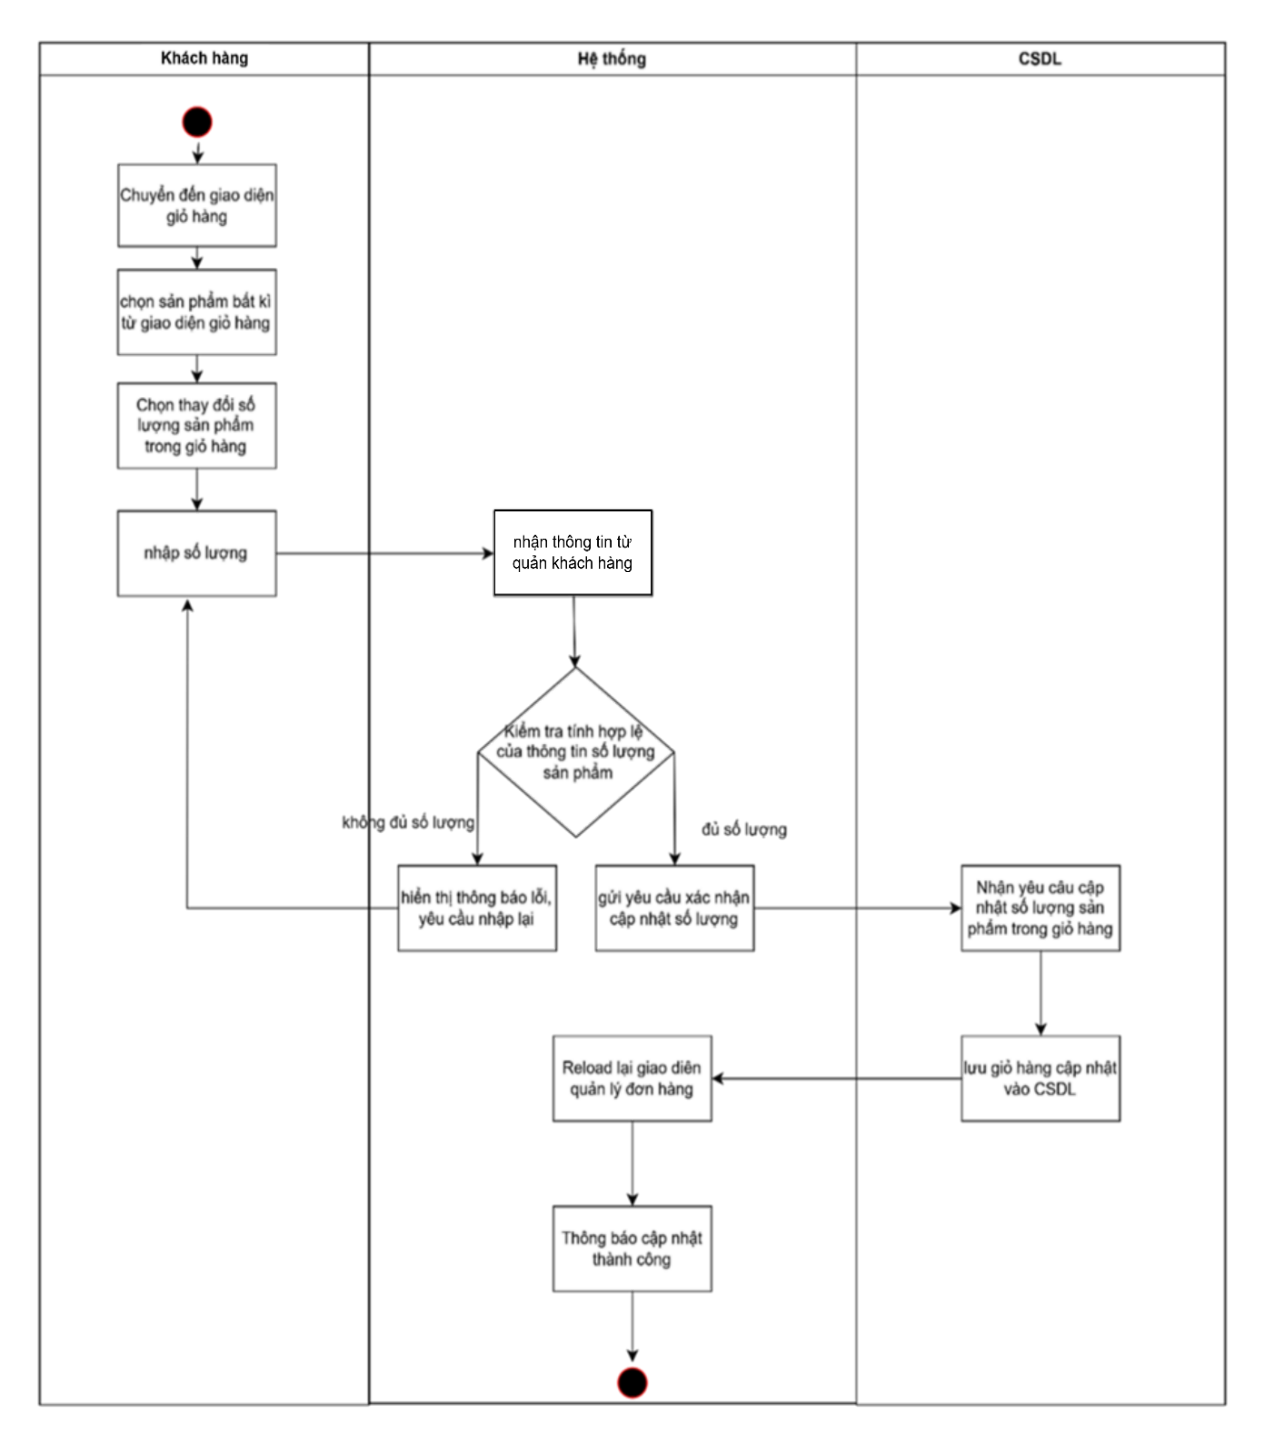 Khách hàng
Hệ thống
CSDL
Chuyển đến giao diện
giỏ hàng
chọn sản phẩm bất kì
từ giao diện giỏ hàng
Chọn thay đổi số
lượng sản phẩm
trong giỏ hàng
nhập số lượng
nhận thông tin từ
quản khách hàng
Kiểm tra tính hợp lệ
của thông tin số lượng
sản phẩm
không đủ số lượng
đủ số lượng
hiển thị thông báo lỗi,
yêu cầu nhập lại
gửi yêu cầu xác nhận
cập nhật số lượng
Nhận yêu câu cập
nhật số lượng sản
phẩm trong giỏ hàng
lưu giỏ hàng cập nhật
vào CSDL
Reload lại giao diên
quản lý đơn hàng
Thông báo cập nhật
thành công